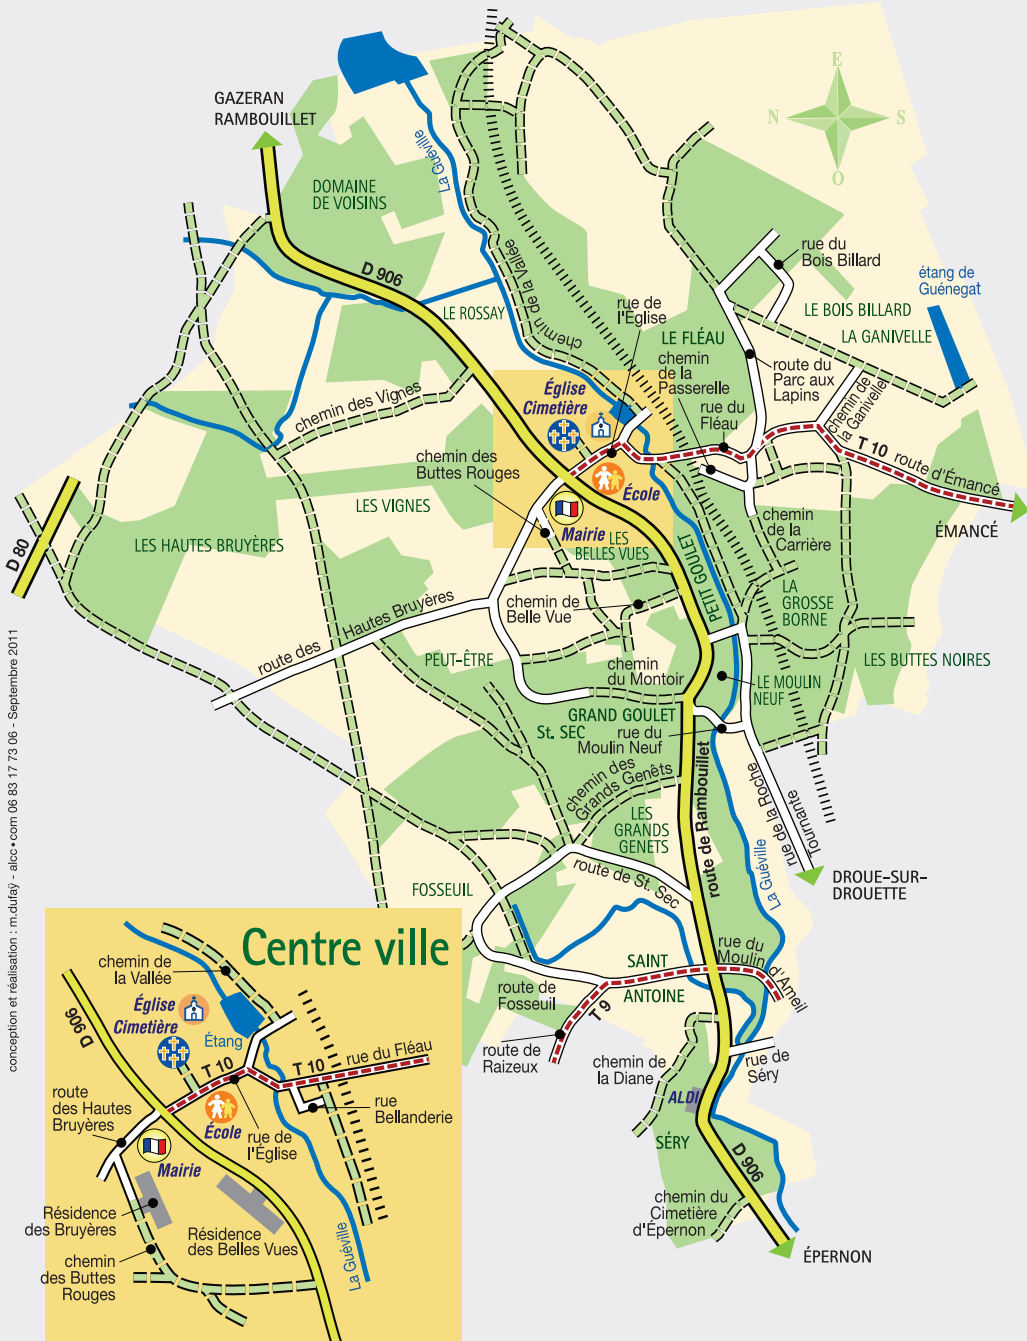 GAZERAN
RAMBOUILLET
E
N
S
O
La Guéville
DOMAINE
DE VOISINS
D 906
chemin de la Vallée
rue du
Bois Billard
étang de
Guénegat
LE ROSSAY
rue de
l'Église
LE BOIS BILLARD
LE FLÉAU
LA GANIVELLE
chemin
chemin
de la
Passerelle
route du
Parc aux
Lapins
Église
Cimetière
rue du
Fléau
chemin de
la Ganivelle
chemin des Vignes
T 10
route d'Émancé
chemin des
Buttes Rouges
École
LES VIGNES
Mairie
LES
BELLES VUES
chemin
de la
Carrière
ÉMANCÉ
D 80
LES HAUTES BRUYÈRES
PETIT GOULET
LA
GROSSE
BORNE
chemin de
Belle Vue
route des
Hautes Bruyères
PEUT-ÊTRE
chemin
du Montoir
LES BUTTES NOIRES
LE MOULIN
NEUF
GRAND GOULET
St. SEC
rue du
Moulin Neuf
chemin des
Grands Genêts
route de Rambouillet
rue de la Roche
Tournante
LES
GRANDS
GENETS
La Guéville
DROUE-SUR-
DROUETTE
FOSSEUIL
route de St. Sec
rue du
Moulin d'Ameil
SAINT
ANTOINE
route de
Fosseuil
T 9
route de
Raizeux
chemin de
la Diane
rue de
Séry
ALDI
SÉRY
D 906
chemin du
Cimetière
d'Épernon
ÉPERNON
conception et réalisation : m.dufaÿ - alcc•com 06 83 17 73 06 - Septembre 2011
Centre ville
chemin de
la Vallée
Église
Cimetière
D 906
Étang
T 10
T 10
rue du Fléau
route
des Hautes
Bruyères
rue
Bellanderie
École
rue de
l'Église
Mairie
Résidence
des Bruyères
Résidence
des Belles Vues
chemin
des Buttes
Rouges
La Guéville